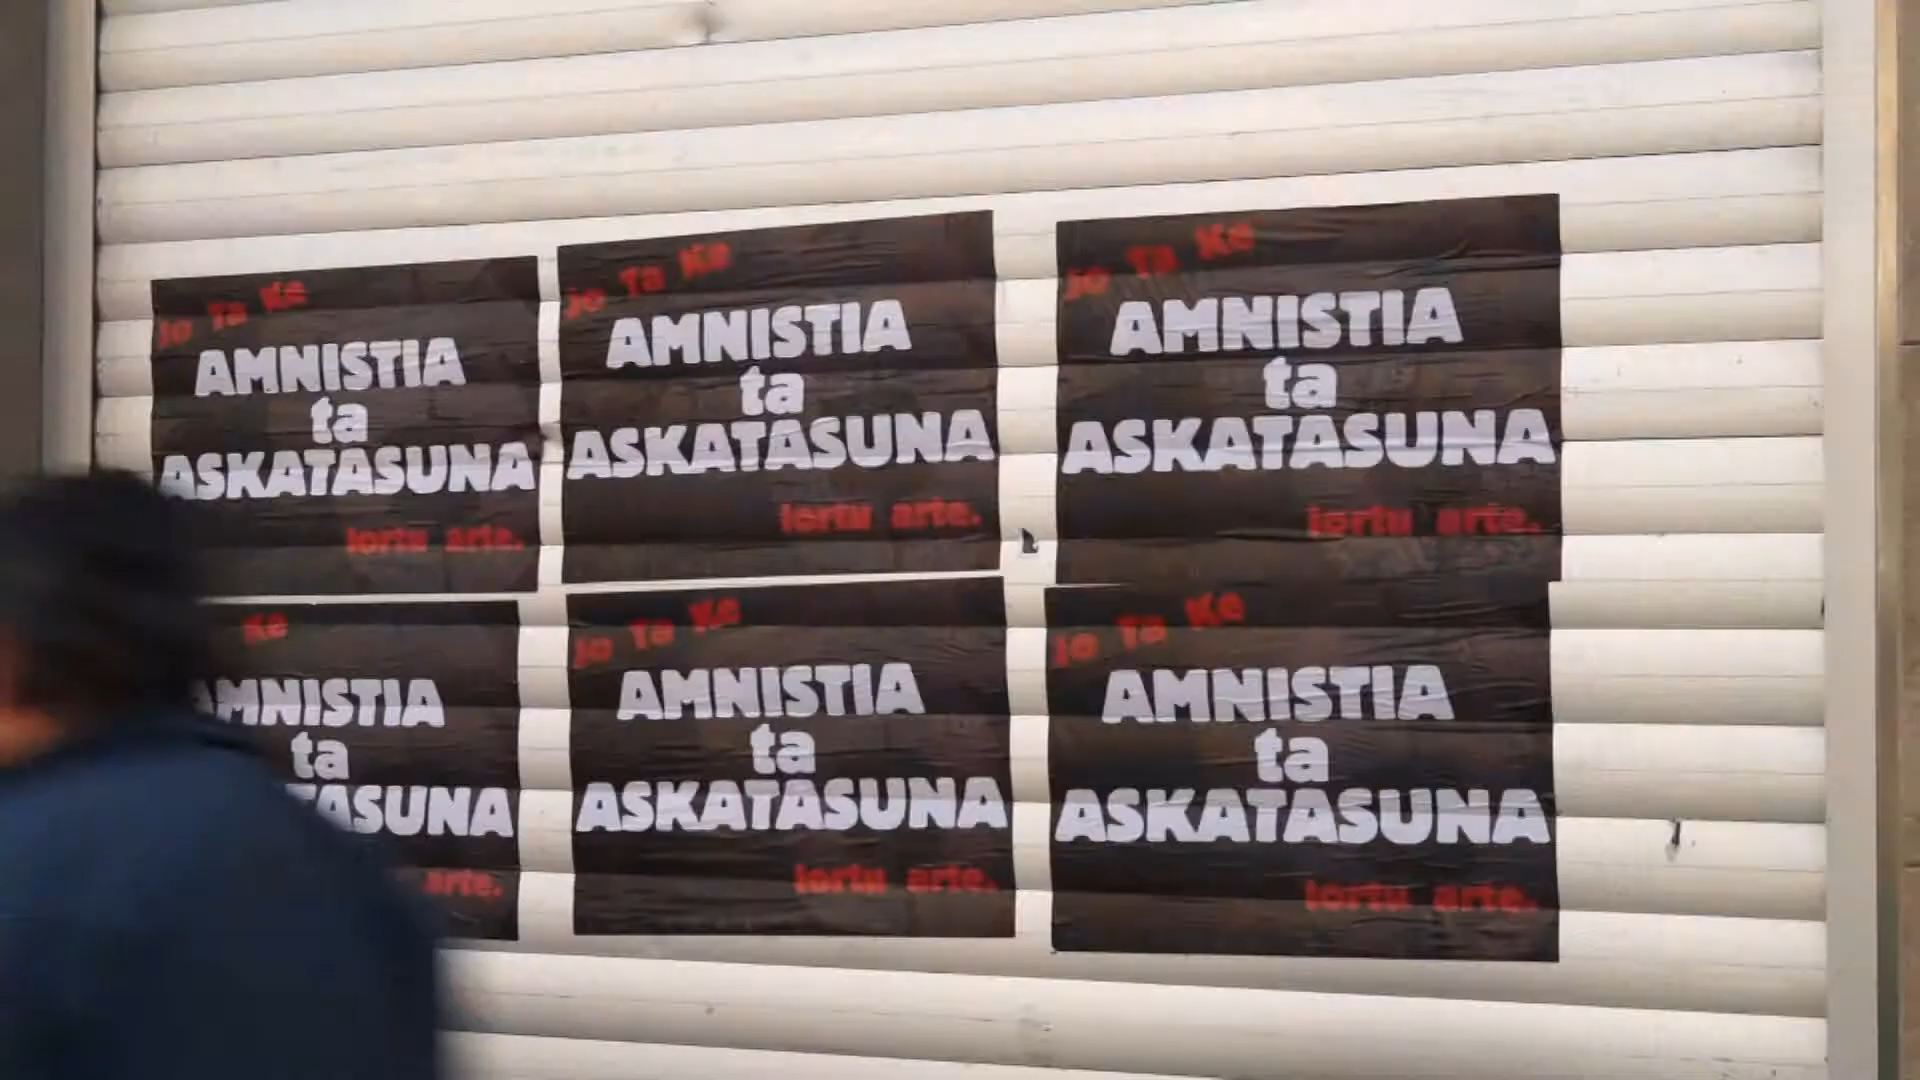 Jo Ta Ke
AMNISTIA
ta
ASKATASUNA
lortu arte.
Jo Ta Ke
AMNISTIA
ta
ASKATASUNA
lortu arte.
Jo Ta Ke
AMNISTIA
ta
ASKATASUNA
lortu arte.
Ke
AMNISTIA
ta
TASUNA
arte.
Jo Ta Ke
AMNISTIA
ta
ASKATASUNA
lortu arte.
Jo Ta Ke
AMNISTIA
ta
ASKATASUNA
lortu arte.